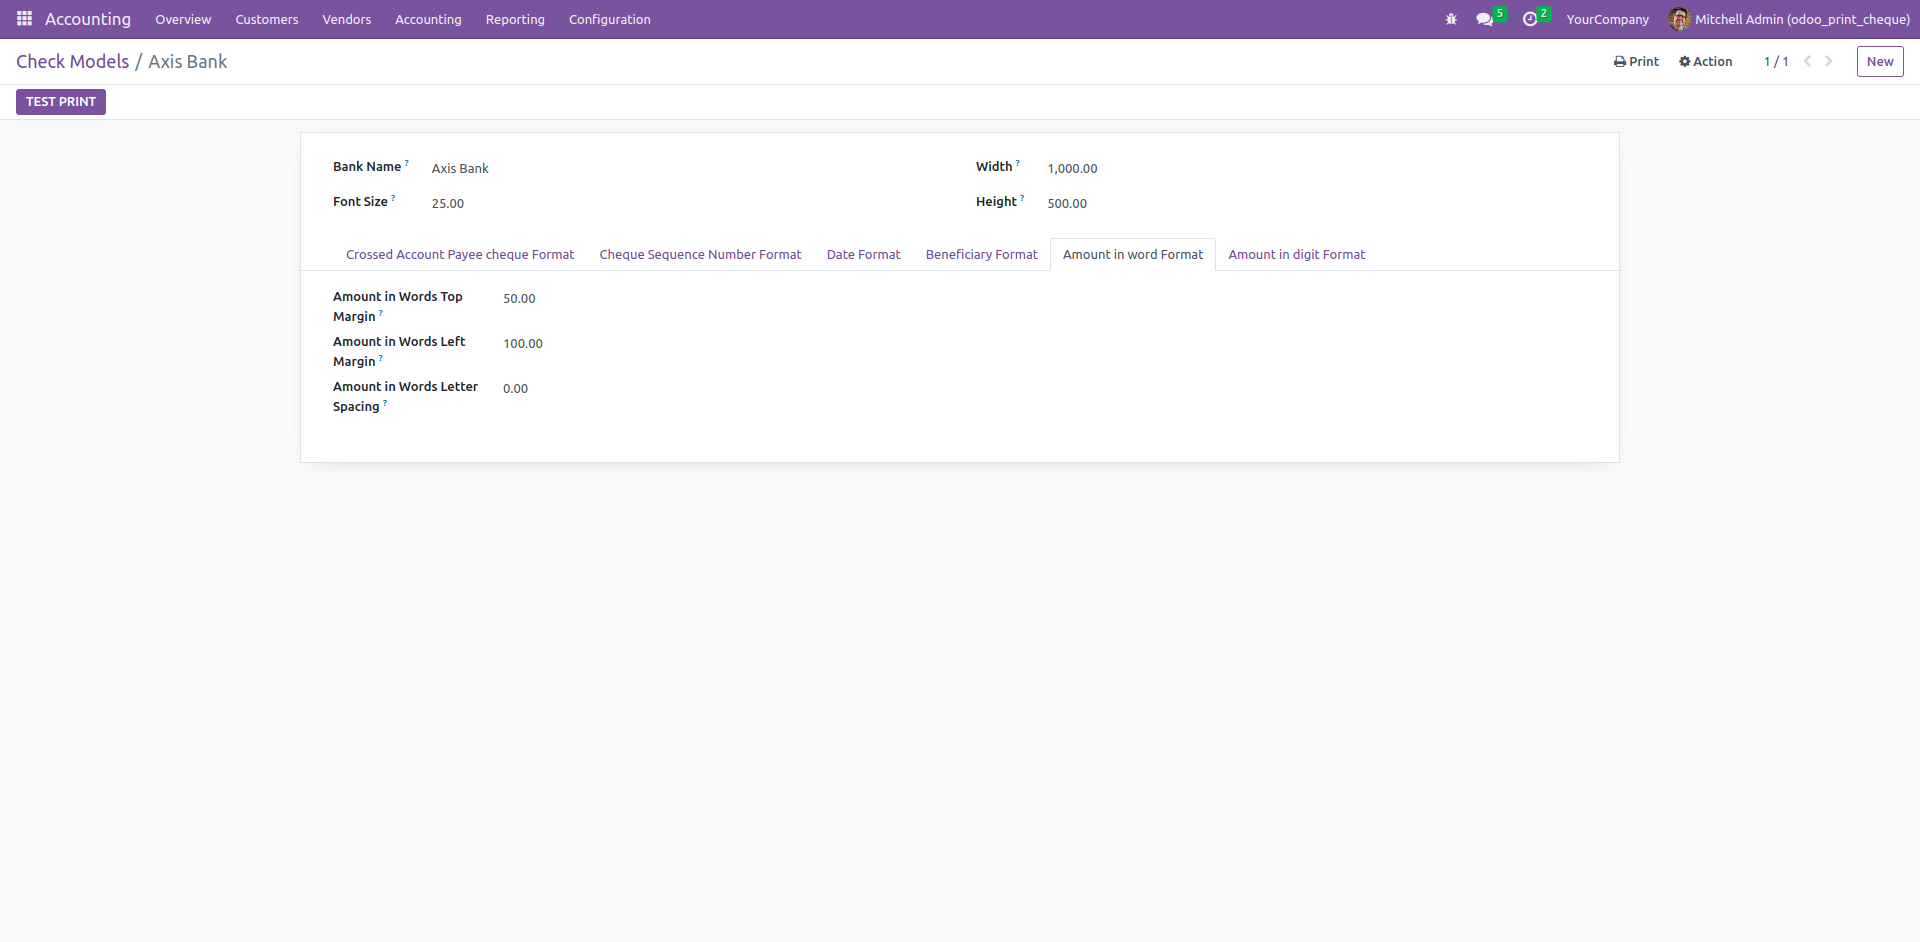 Accounting Overview Customers Vendors Accounting Reporting Configuration 5 2 YourCompany Mitchell Admin (odoo_print_cheque)
Check Models / Axis Bank Print Action 1 / 1 New
TEST PRINT
Bank Name ? Axis Bank Width ? 1,000.00
Font Size ? 25.00 Height ? 500.00
Crossed Account Payee cheque Format Cheque Sequence Number Format Date Format Beneficiary Format Amount in word Format Amount in digit Format
Amount in Words Top 50.00
Margin ?
Amount in Words Left 100.00
Margin ?
Amount in Words Letter 0.00
Spacing ?